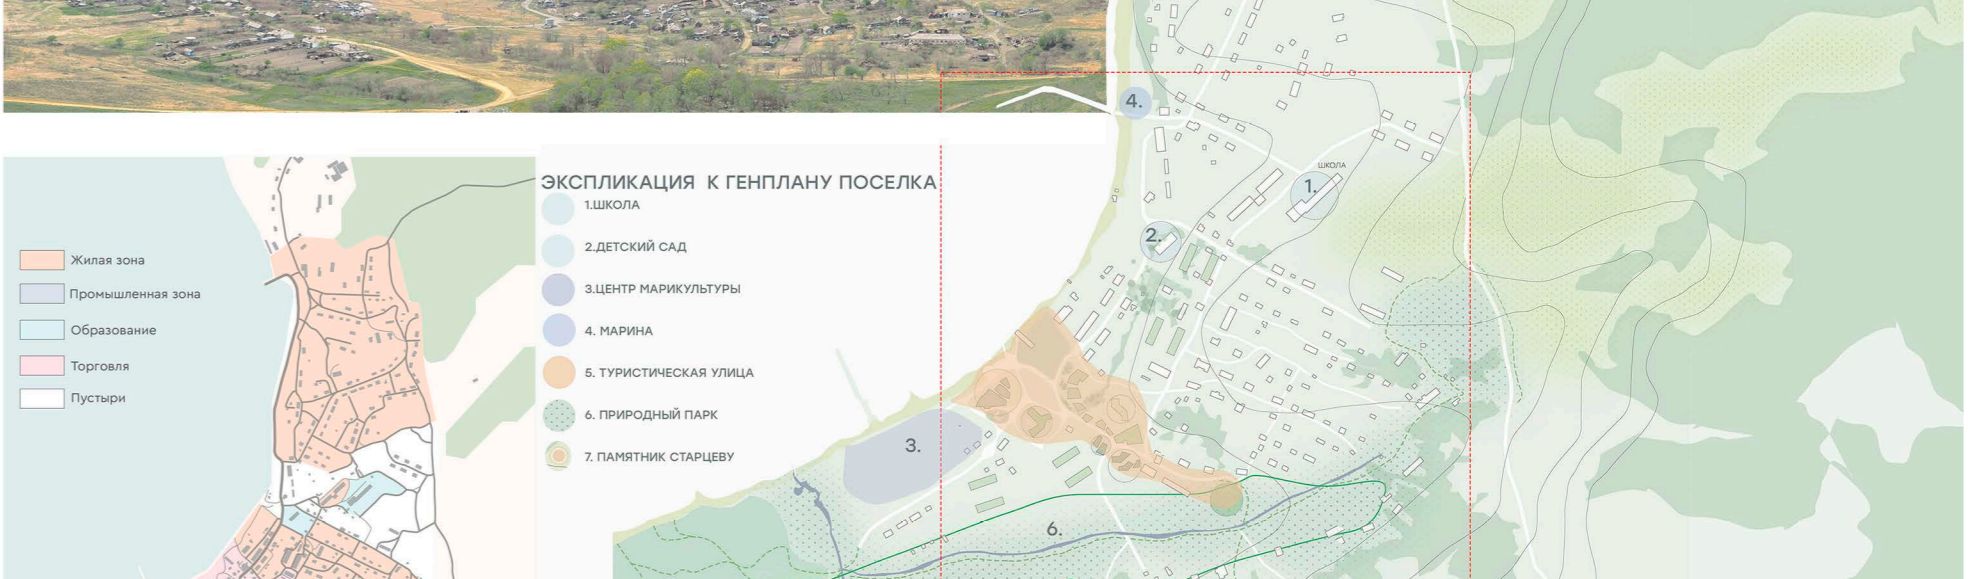 Жилая зона
Промышленная зона
Образование
Торговля
Пустыри
ЭКСПЛИКАЦИЯ К ГЕНПЛАНУ ПОСЕЛКА
1.ШКОЛА
2.ДЕТСКИЙ САД
3.ЦЕНТР МАРИКУЛЬТУРЫ
4. МАРИНА
5. ТУРИСТИЧЕСКАЯ УЛИЦА
6. ПРИРОДНЫЙ ПАРК
7. ПАМЯТНИК СТАРЦЕВУ
4.
ШКОЛА
1.
2.
3.
6.